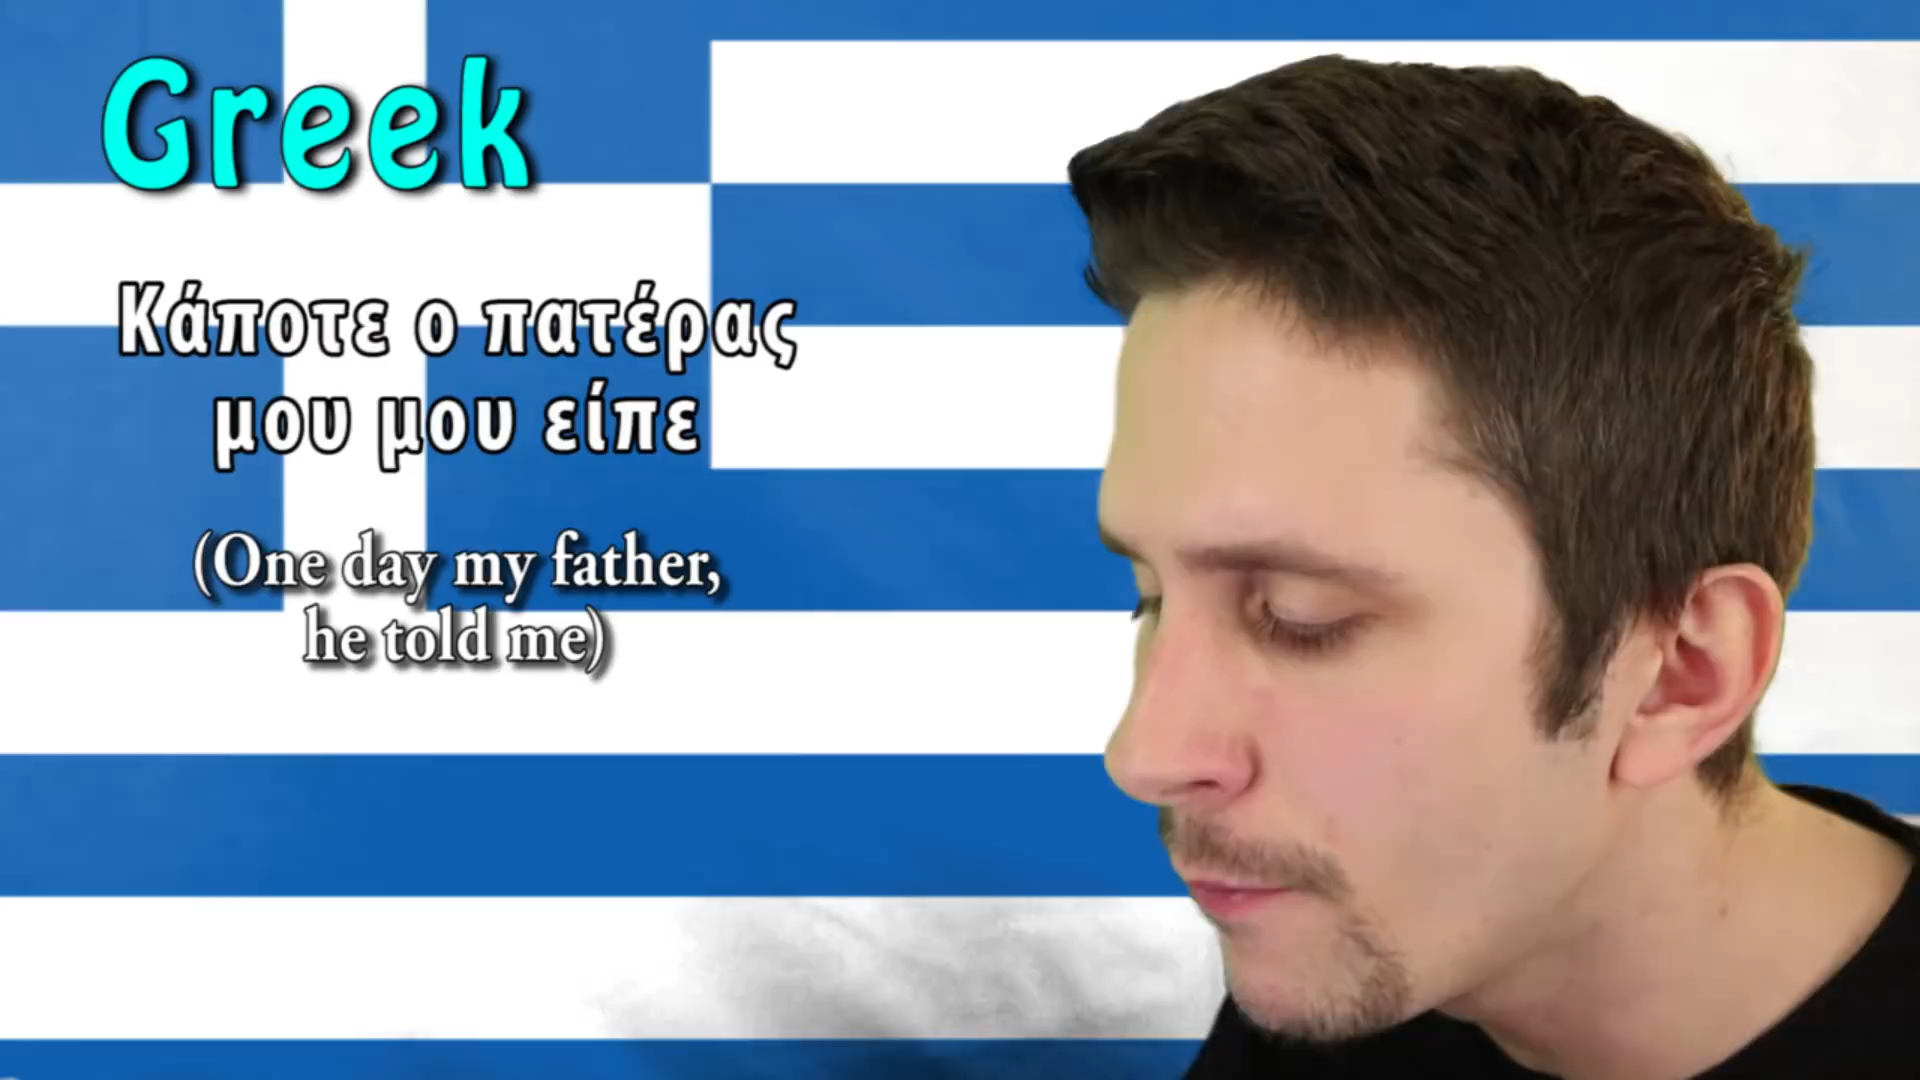 Greek
Κάποτε ο πατέρας
μου μου είπε
(One day my father,
he told me)